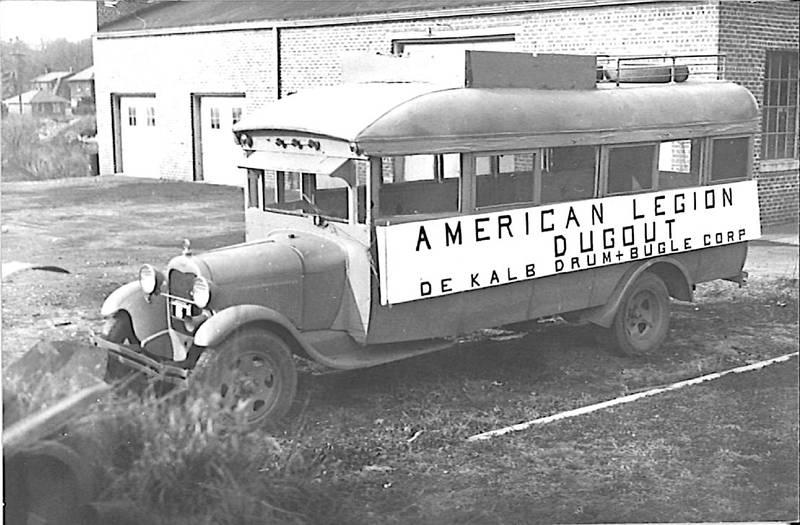 AMERICAN LEGION
DUGOUT
DE KALB DRUM+BUGLE CORP